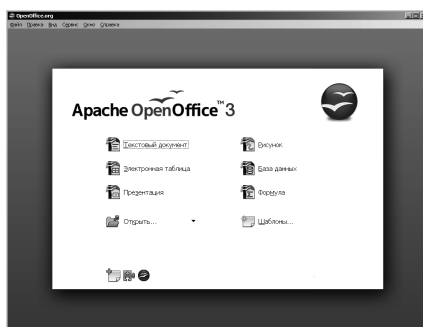 OpenOffice.org
Файл Правка Вид Сервис Окно Справка
Apache OpenOffice™ 3
Текстовый документ
Рисунок
Электронная таблица
База данных
Презентация
Формула
Открыть...
Шаблоны...